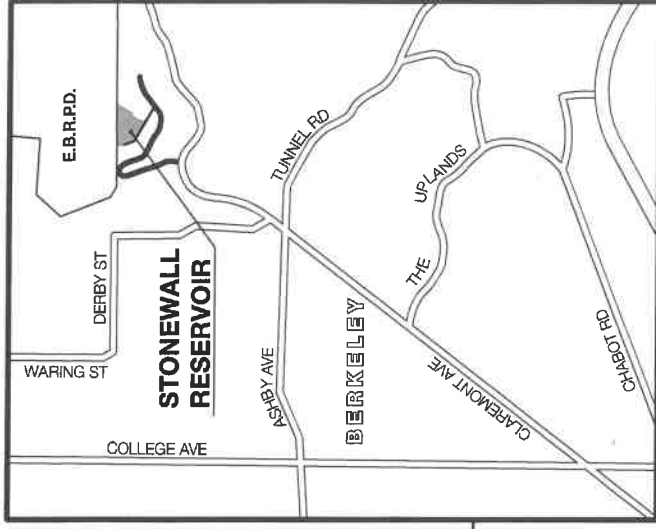 E.B.R.P.D.
TUNNEL RD
UPLANDS
THE
DERBY ST
STONEWALL
RESERVOIR
WARING ST
ASHBY AVE
BERKELEY
CLAREMONT AVE
CHABOT RD
COLLEGE AVE